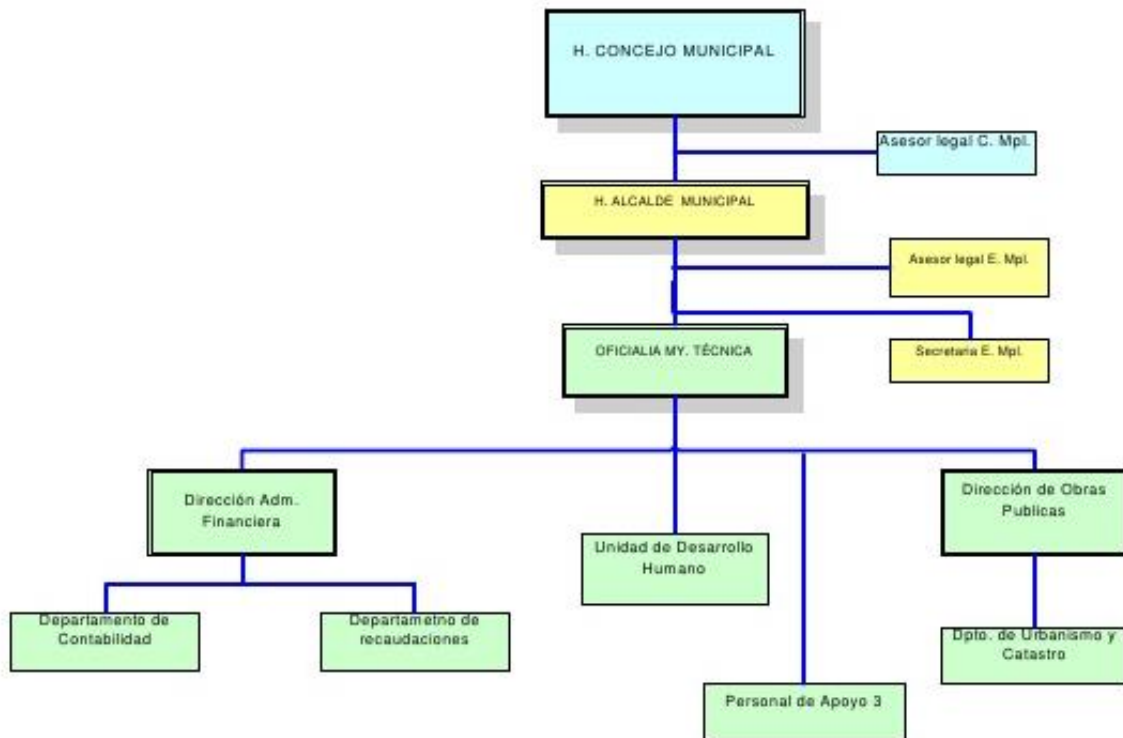 H. CONCEJO MUNICIPAL
Asesor legal C. Mpl.
H. ALCALDE MUNICIPAL
Asesor legal E. Mpl.
OFICIALIA MY. TÉCNICA
Secretaria E. Mpl.
Dirección Adm.
Financiera
Dirección de Obras
Publicas
Unidad de Desarrollo
Humano
Departamento de
Contabilidad
Departametno de
recaudaciones
Dpto. de Urbanismo y
Catastro
Personal de Apoyo 3